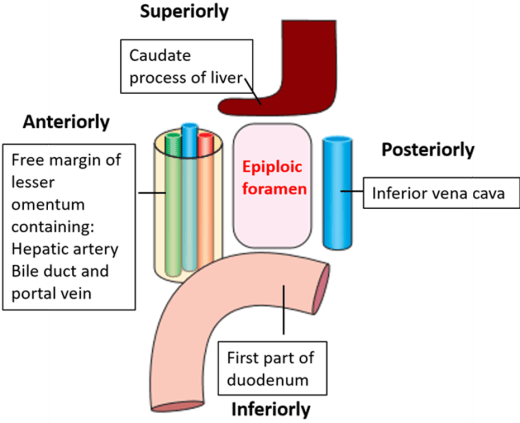 Superiorly
Caudate
process of liver
Anteriorly
Free margin of
lesser
omentum
containing:
Hepatic artery
Bile duct and
portal vein
Epiploic
foramen
Posteriorly
Inferior vena cava
First part of
duodenum
Inferiorly